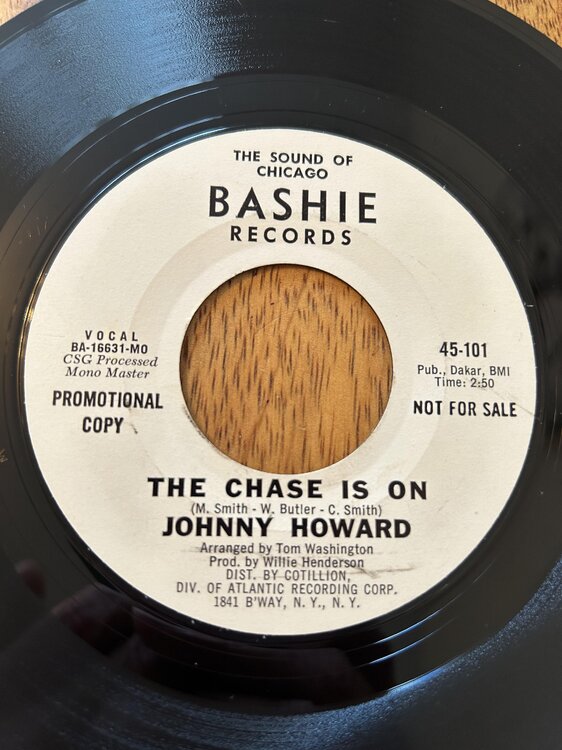 THE SOUND OF
CHICAGO
BASHIE
RECORDS
VOCAL
BA-16631-MO
CSG Processed
Mono Master
PROMOTIONAL
COPY
45-101
Pub., Dakar, BMI
Time: 2:50
NOT FOR SALE
THE CHASE IS ON
(M. Smith - W. Butler - C. Smith)
JOHNNY HOWARD
Arranged by Tom Washington
Prod. by Willie Henderson
DIST. BY COTILLION,
DIV. OF ATLANTIC RECORDING CORP.
1841 B'WAY, N. Y., N. Y.